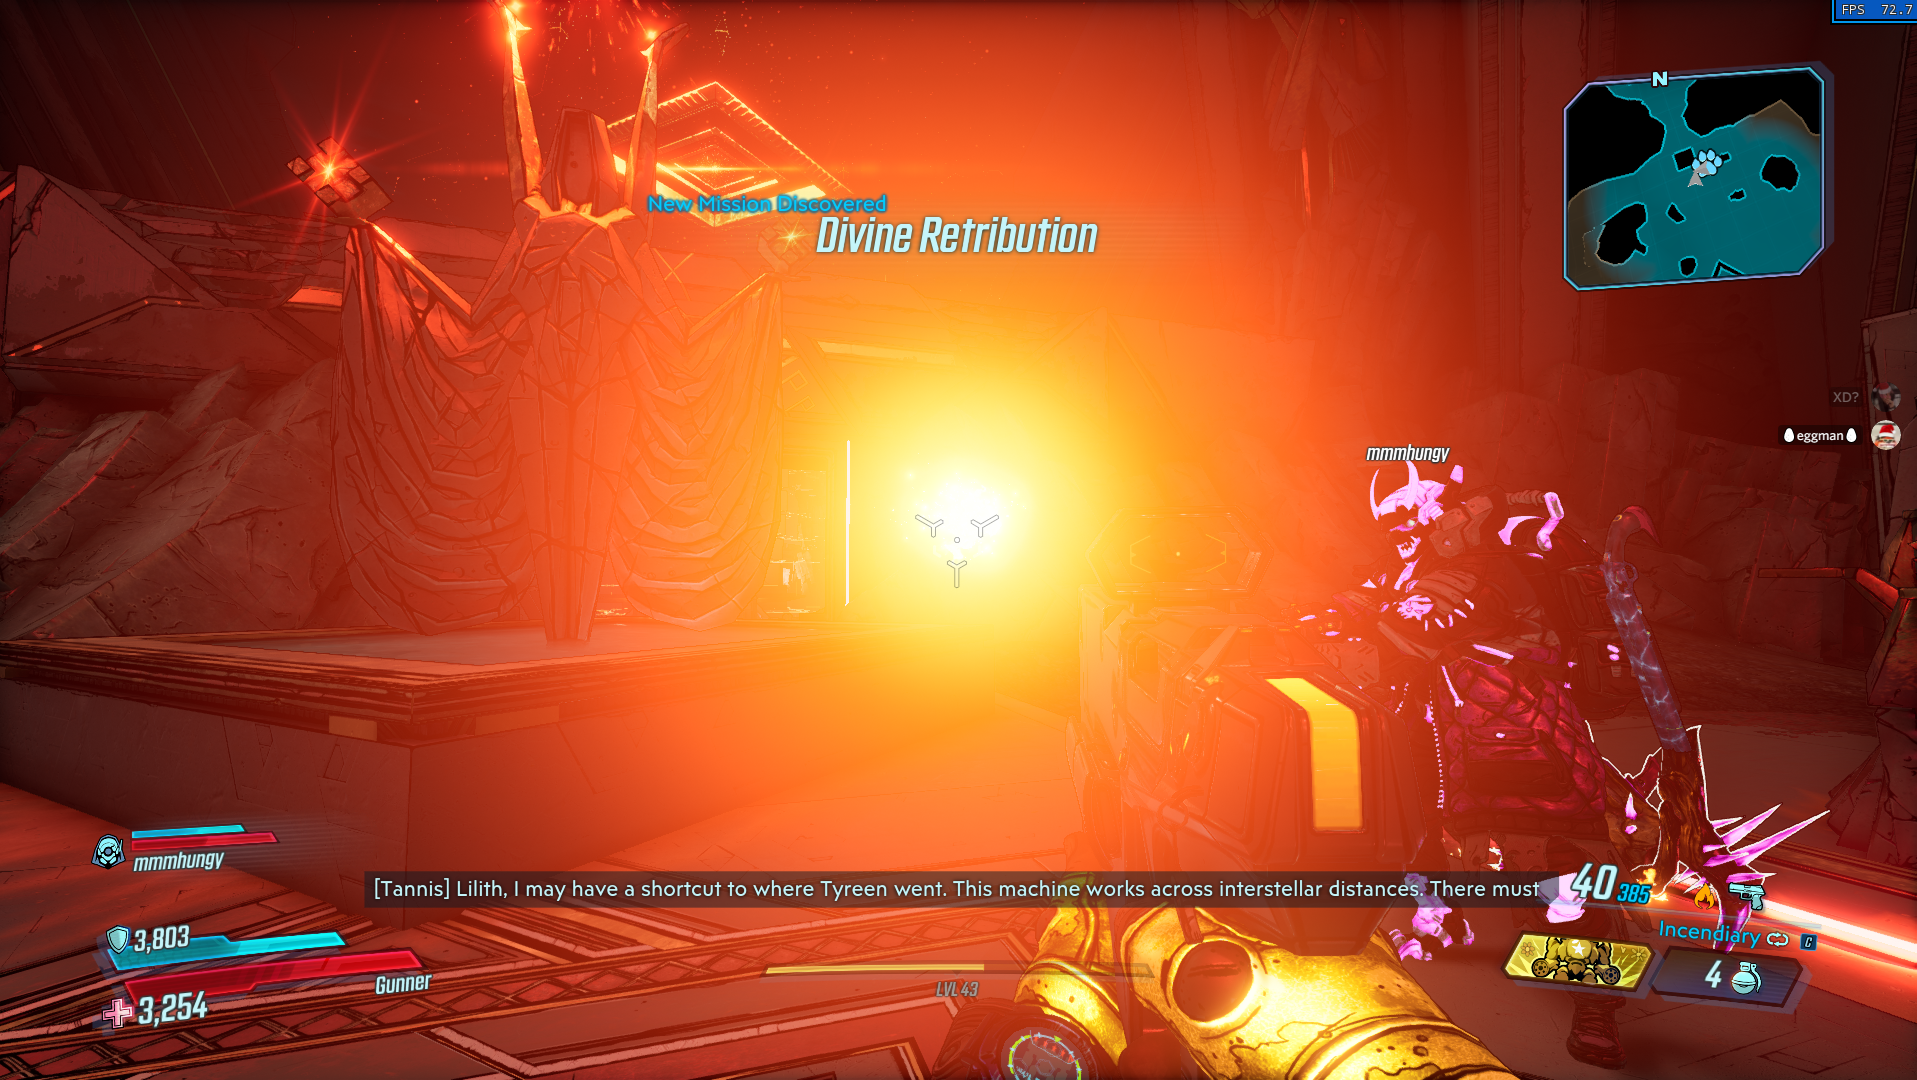 FPS 72.7
N
New Mission Discovered
Divine Retribution
XD?
eggman
mmmhungy
mmmhungy
[Tannis] Lilith, I may have a shortcut to where Tyreen went. This machine works across interstellar distances. There must
40 385
Incendiary C
3,803
Gunner
3,254
LVL 43
4